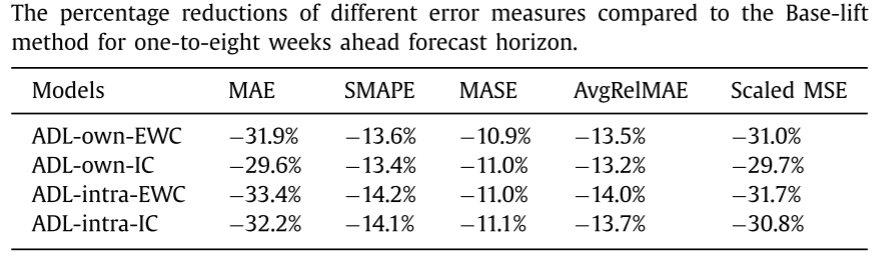 The percentage reductions of different error measures compared to the Base-lift
method for one-to-eight weeks ahead forecast horizon.
Models MAE SMAPE MASE AvgRelMAE Scaled MSE
ADL-own-EWC −31.9% −13.6% −10.9% −13.5% −31.0%
ADL-own-IC −29.6% −13.4% −11.0% −13.2% −29.7%
ADL-intra-EWC −33.4% −14.2% −11.0% −14.0% −31.7%
ADL-intra-IC −32.2% −14.1% −11.1% −13.7% −30.8%